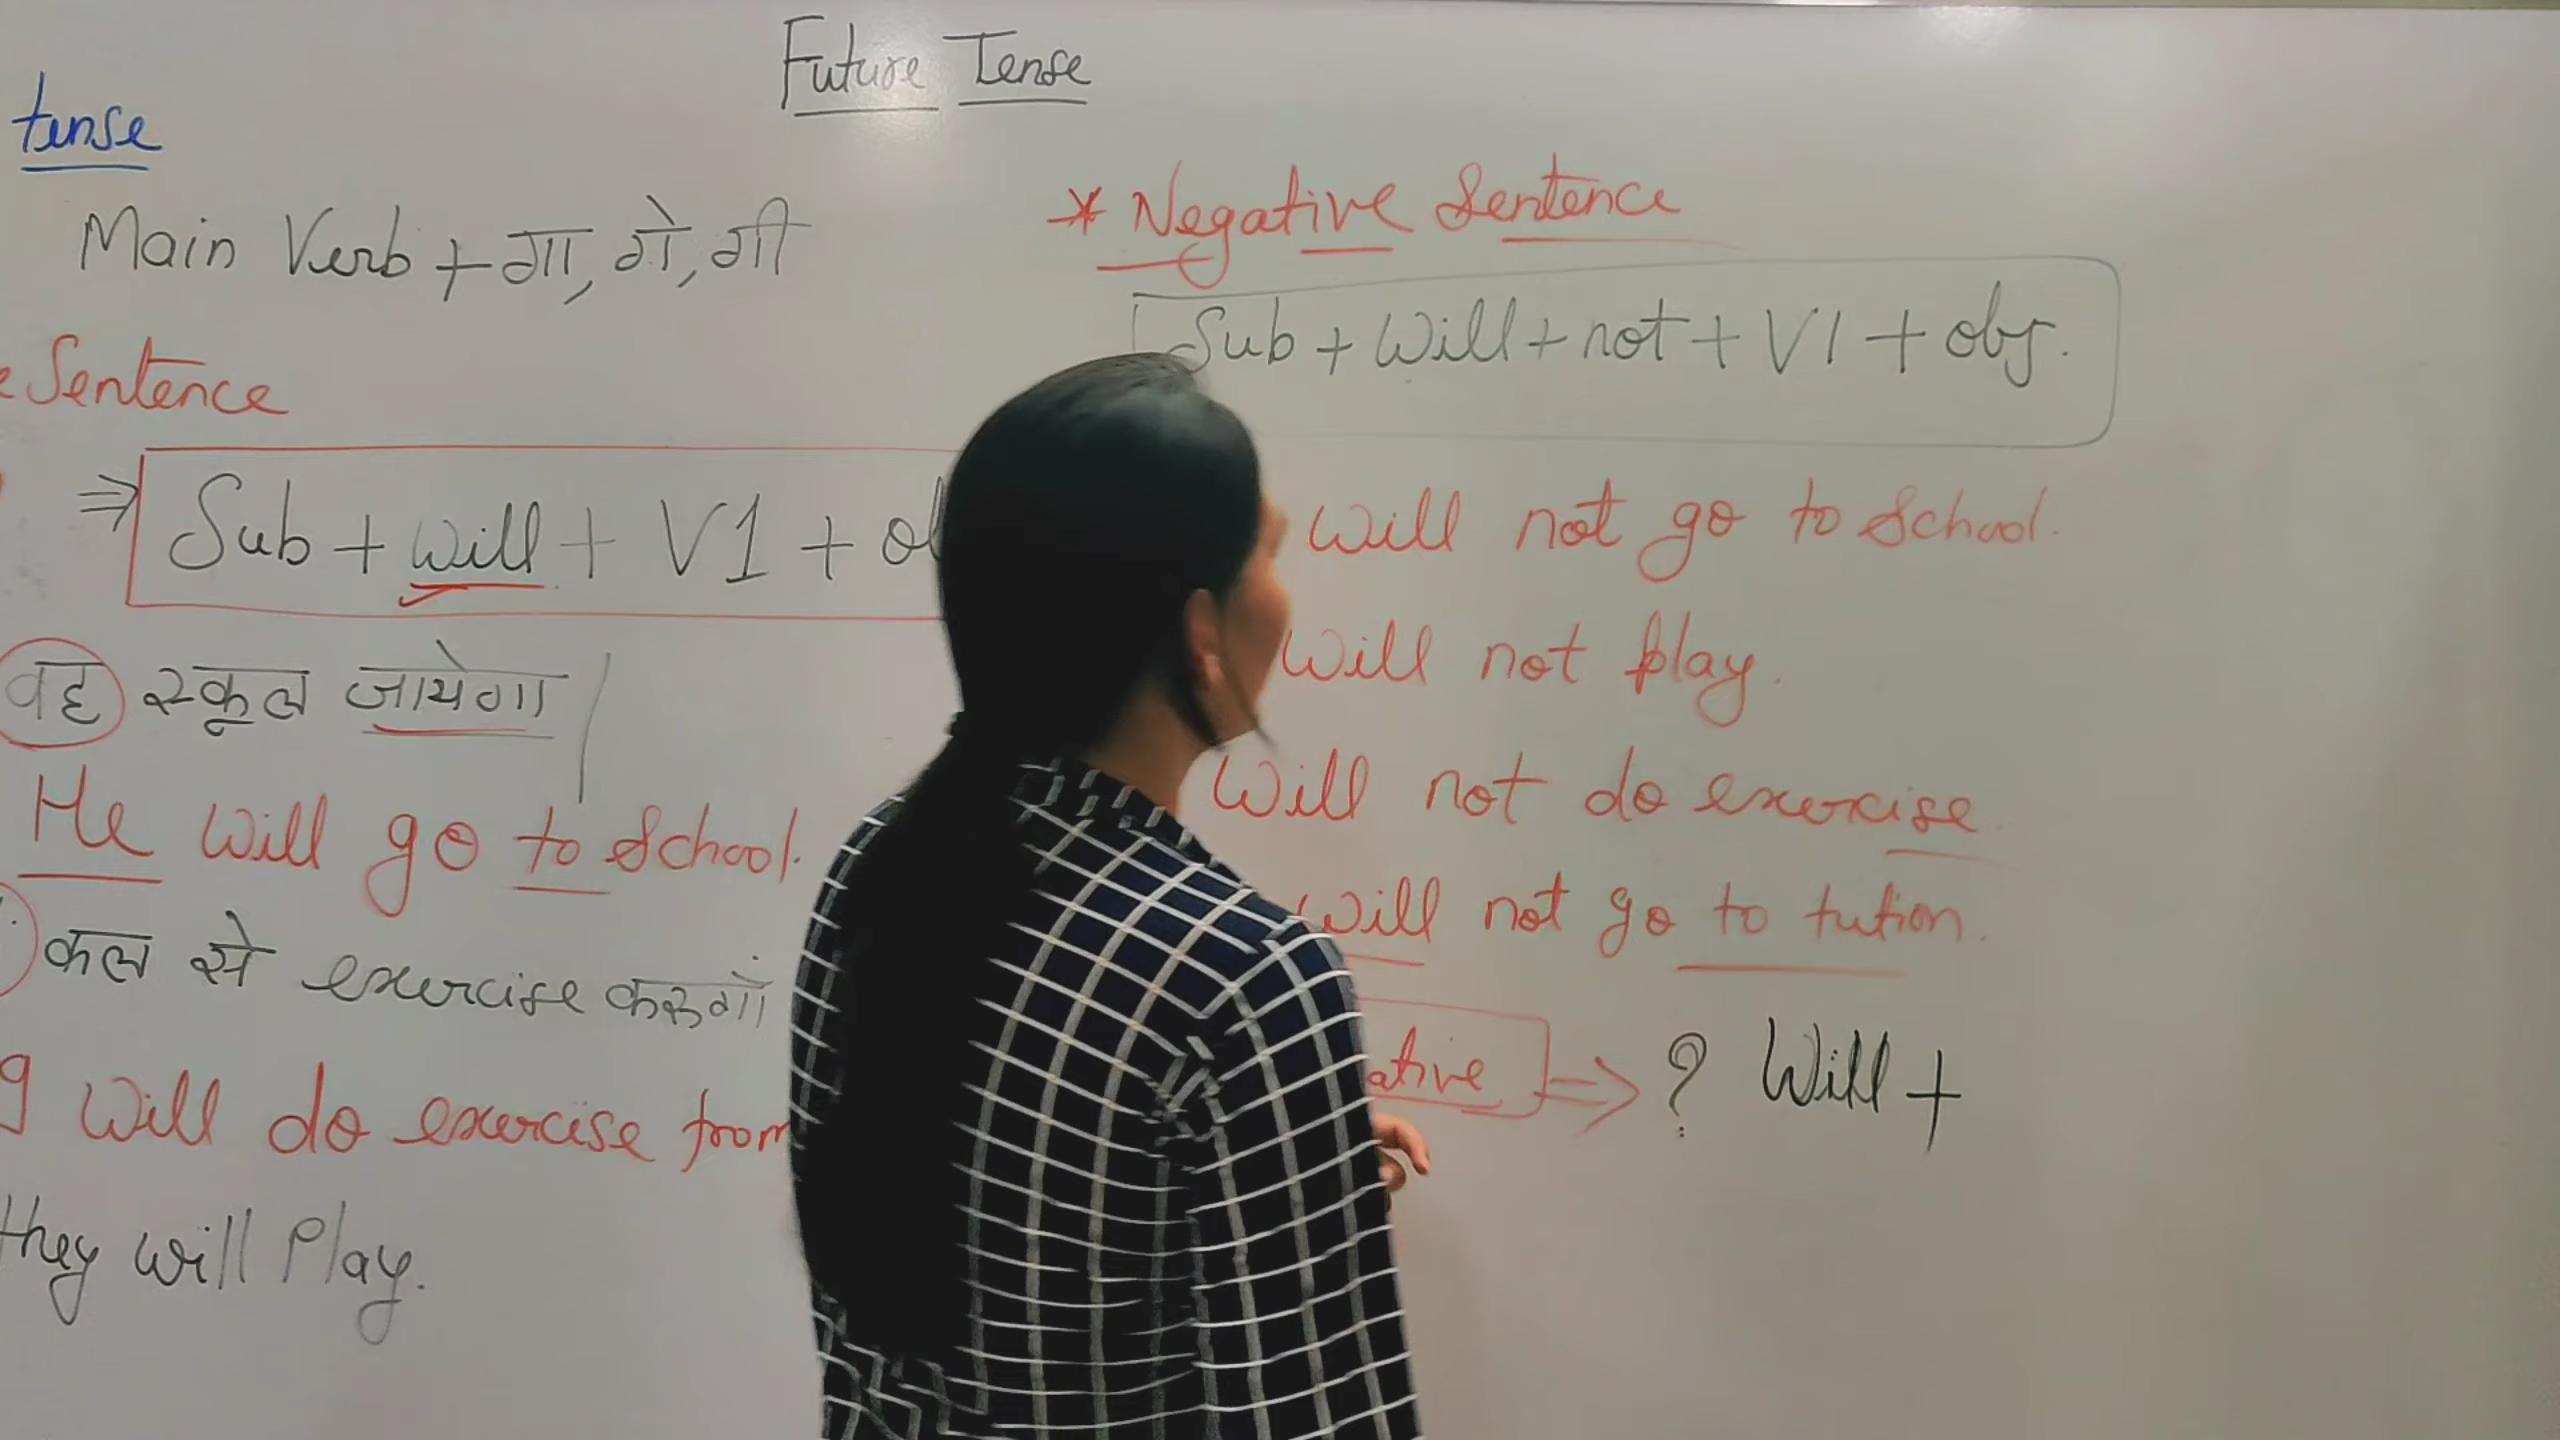 Future Tense
tense
Main Verb + गा, गे, गी
Sentence
⇒ Sub + will + V1 +
वह स्कूल जायेगा
He will go to School.
कल से exercise करूगां
I will do exercise from
they will Play.
* Negative Sentence
Sub + Will + not + V1 + obj.
will not go to School.
will not play.
Will not do exercise.
will not go to tution.
⇒ ? Will +